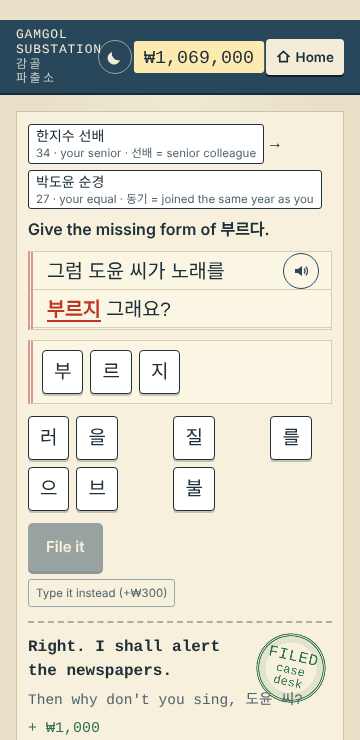 GAMGOL
SUBSTATION
감골
파출소
₩1,069,000
Home
한지수 선배
34 · your senior · 선배 = senior colleague
→
박도윤 순경
27 · your equal · 동기 = joined the same year as you
Give the missing form of 부르다.
그럼 도윤 씨가 노래를
부르지 그래요?
부 르 지
러 을 질 를
으 브 불
File it
Type it instead (+₩300)
Right. I shall alert
the newspapers.
FILED
case
desk
Then why don't you sing, 도윤 씨?
+ ₩1,000